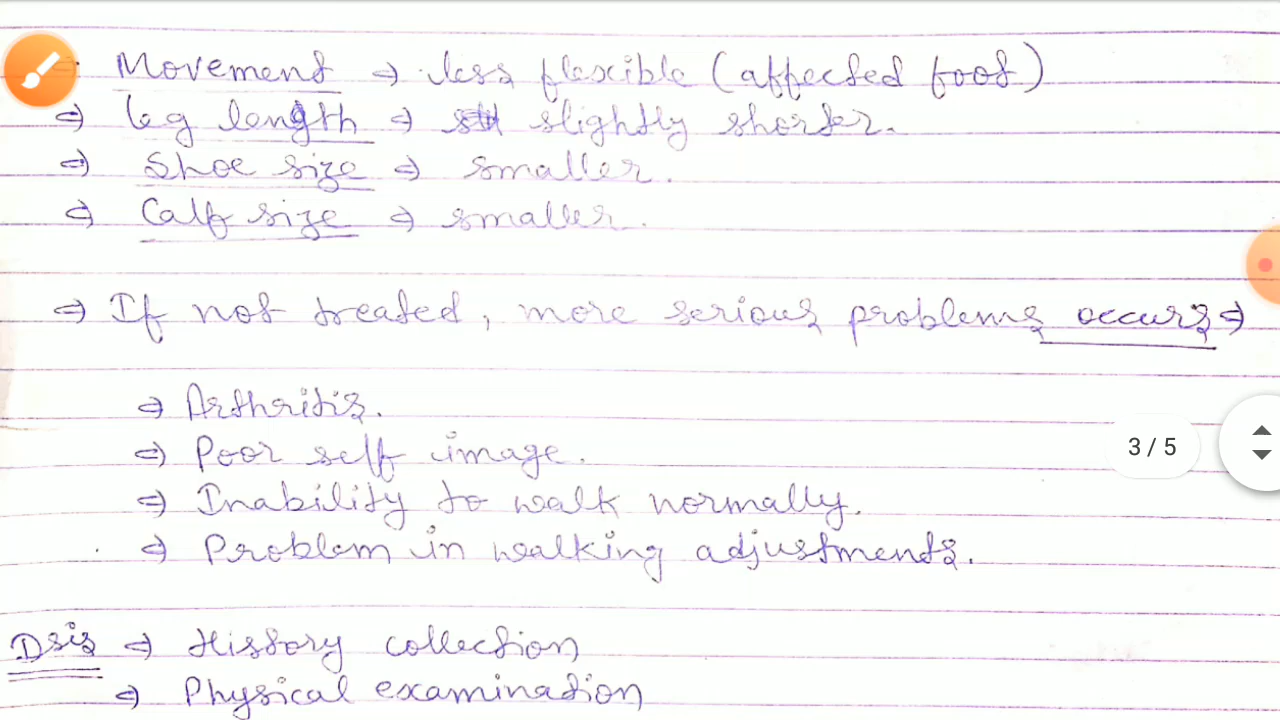 Movement ⇒ less flexible (affected foot)
⇒ leg length ⇒ slightly shorter.
⇒ Shoe size ⇒ smaller.
⇒ Calf size ⇒ smaller.
⇒ If not treated, more serious problems occurs ⇒
⇒ Arthritis.
⇒ Poor self image.
3 / 5
⇒ Inability to walk normally.
⇒ Problem in walking adjustments.
Dsis ⇒ History collection
⇒ Physical examination